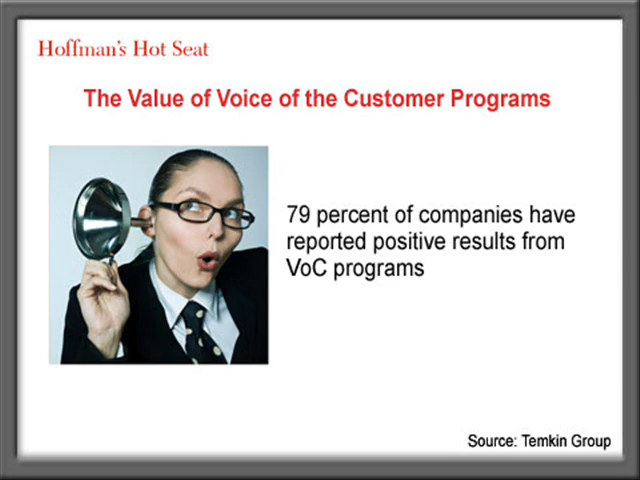 Hoffman's Hot Seat
The Value of Voice of the Customer Programs
79 percent of companies have
reported positive results from
VoC programs
Source: Temkin Group